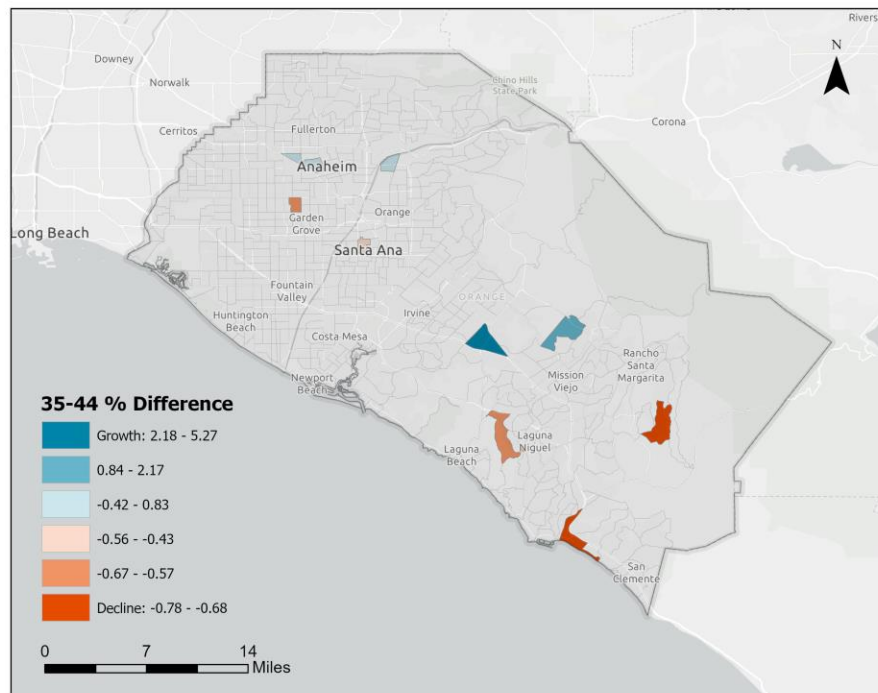 Rivers
Downey
Chino Hills
State Park
N
Norwalk
Corona
Cerritos
Fullerton
Anaheim
Long Beach
Garden
Grove
Orange
Santa Ana
Fountain
Valley
ORANGE
Huntington
Beach
Irvine
Costa Mesa
Rancho
Santa
Margarita
Mission
Viejo
Newport
Beach
35-44 % Difference
Growth: 2.18 - 5.27
0.84 - 2.17
-0.42 - 0.83
-0.56 - -0.43
-0.67 - -0.57
Decline: -0.78 - -0.68
Laguna
Beach
Laguna
Niguel
San
Clemente
0 7 14
Miles